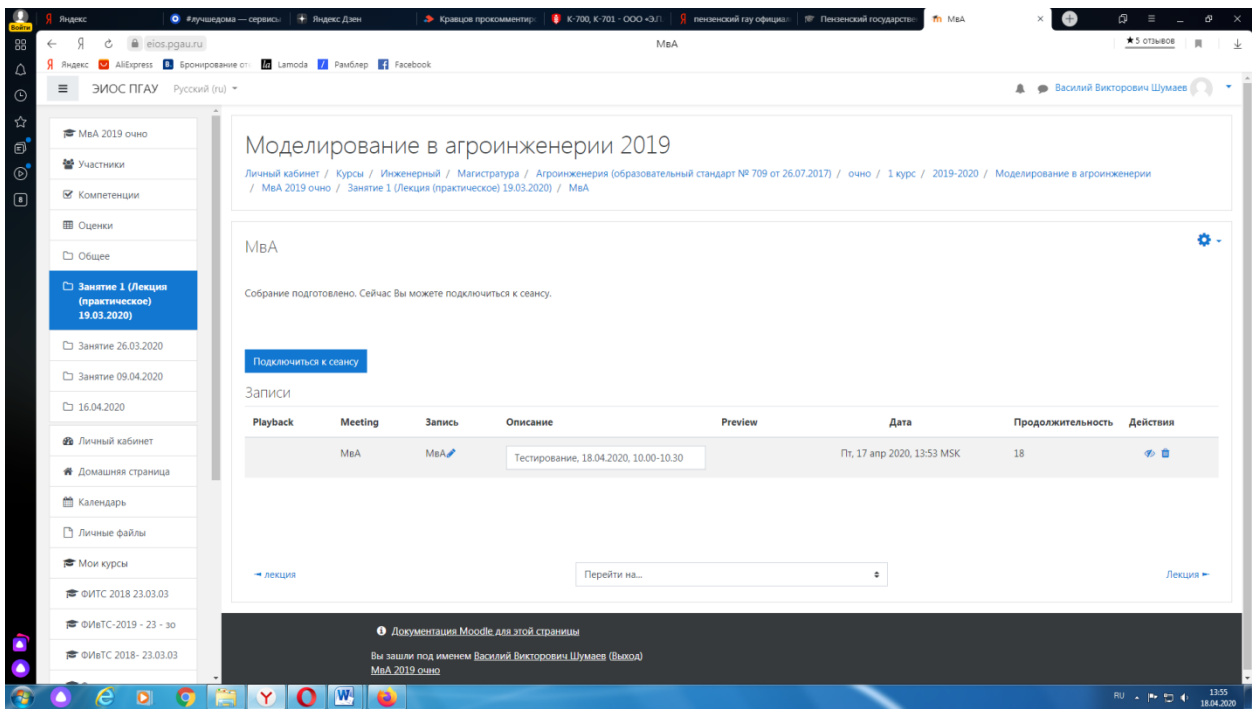 Войти
Яндекс
#лучшедома — сервисы
Яндекс Дзен
Кравцов прокомментиро
К-700, К-701 - ООО «Э.Л.
пензенский гау официал
Пензенский государстве
МвА
eios.pgau.ru
МвА
★5 отзывов
Яндекс
AliExpress
Бронирование от
Lamoda
Рамблер
Facebook
ЭИОС ПГАУ
Русский (ru)
Василий Викторович Шумаев
МвА 2019 очно
Участники
Компетенции
Оценки
Общее
Занятие 1 (Лекция
(практическое)
19.03.2020)
Занятие 26.03.2020
Занятие 09.04.2020
16.04.2020
Личный кабинет
Домашняя страница
Календарь
Личные файлы
Мои курсы
ФИТС 2018 23.03.03
ФИвТС-2019 - 23 - зо
ФИвТС 2018- 23.03.03
Моделирование в агроинженерии 2019
Личный кабинет / Курсы / Инженерный / Магистратура / Агроинженерия (образовательный стандарт № 709 от 26.07.2017) / очно / 1 курс / 2019-2020 / Моделирование в агроинженерии
/ МвА 2019 очно / Занятие 1 (Лекция (практическое) 19.03.2020) / МвА
МвА
Собрание подготовлено. Сейчас Вы можете подключиться к сеансу.
Подключиться к сеансу
Записи
Playback Meeting Запись Описание Preview Дата Продолжительность Действия
МвА МвА Тестирование, 18.04.2020, 10.00-10.30 Пт, 17 апр 2020, 13:53 MSK 18
◄ лекция
Перейти на...
Лекция ►
Документация Moodle для этой страницы
Вы зашли под именем Василий Викторович Шумаев (Выход)
МвА 2019 очно
RU
13:55
18.04.2020